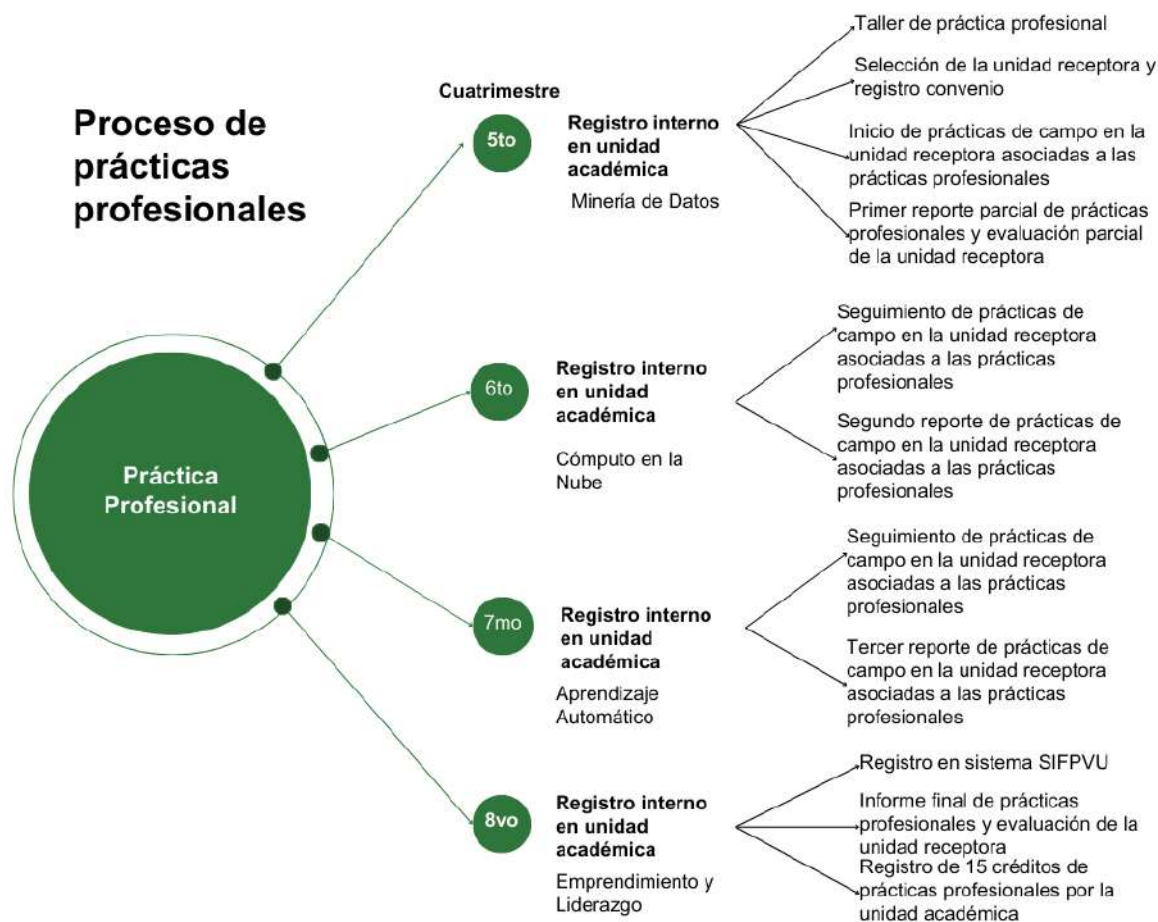 Proceso de
prácticas
profesionales
Práctica
Profesional
Cuatrimestre
5to
Registro interno
en unidad
académica
Minería de Datos
Taller de práctica profesional
Selección de la unidad receptora y
registro convenio
Inicio de prácticas de campo en la
unidad receptora asociadas a las
prácticas profesionales
Primer reporte parcial de prácticas
profesionales y evaluación parcial
de la unidad receptora
6to
Registro interno
en unidad
académica
Cómputo en la
Nube
Seguimiento de prácticas de
campo en la unidad receptora
asociadas a las prácticas
profesionales
Segundo reporte de prácticas de
campo en la unidad receptora
asociadas a las prácticas
profesionales
7mo
Registro interno
en unidad
académica
Aprendizaje
Automático
Seguimiento de prácticas de
campo en la unidad receptora
asociadas a las prácticas
profesionales
Tercer reporte de prácticas de
campo en la unidad receptora
asociadas a las prácticas
profesionales
8vo
Registro interno
en unidad
académica
Emprendimiento y
Liderazgo
Registro en sistema SIFPVU
Informe final de prácticas
profesionales y evaluación de la
unidad receptora
Registro de 15 créditos de
prácticas profesionales por la
unidad académica